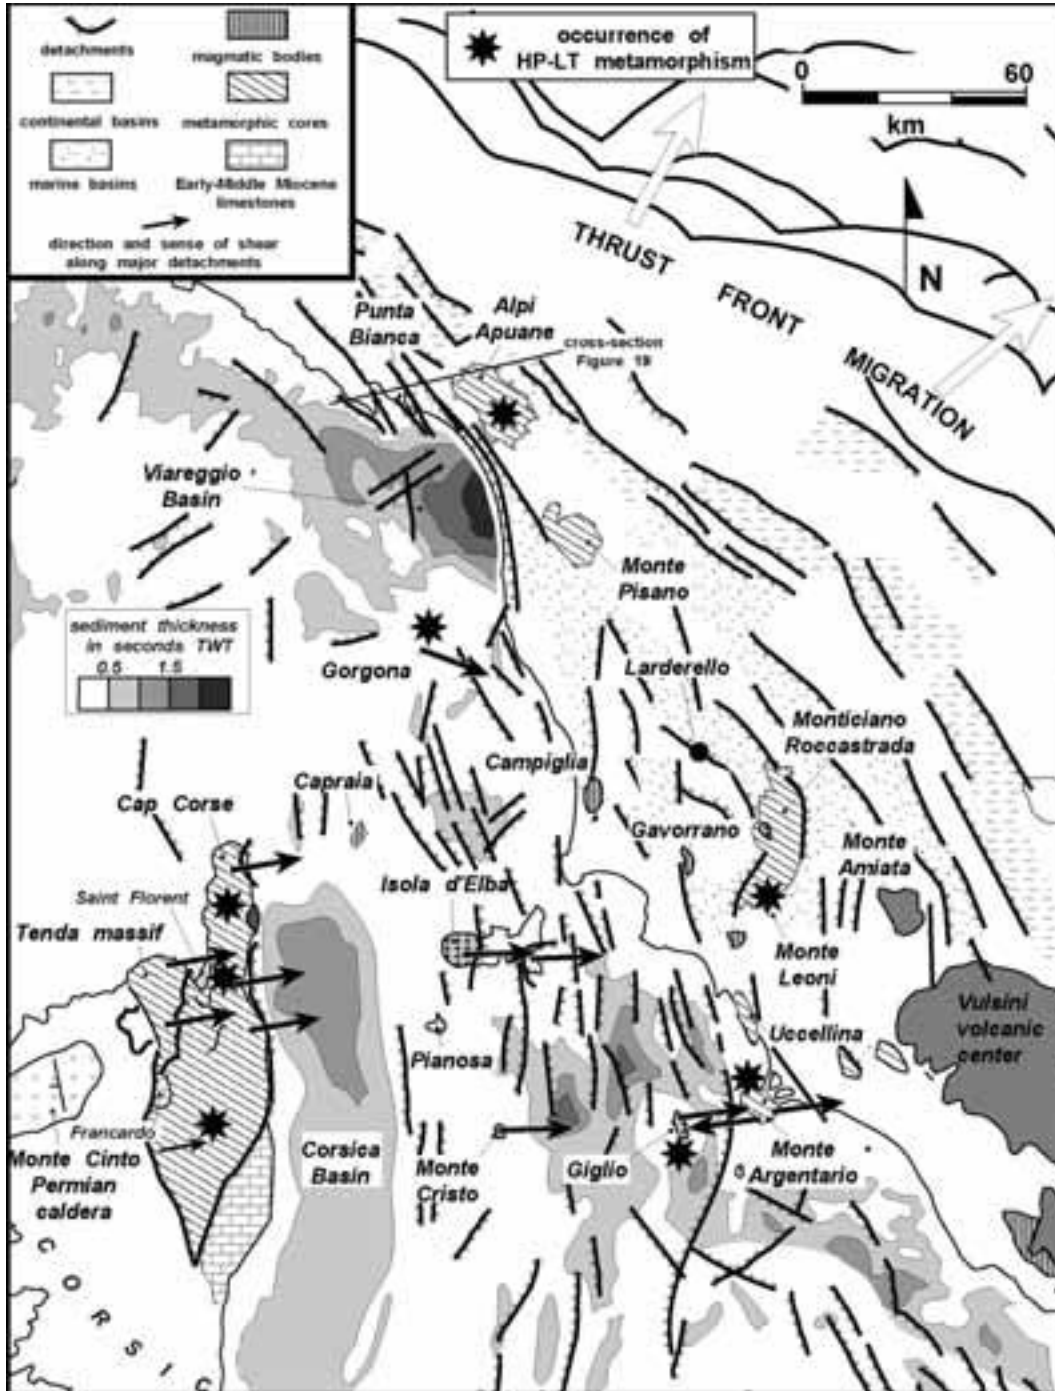 occurrence of
HP-LT metamorphism
detachments
magmatic bodies
continental basins
metamorphic cores
marine basins
Early-Middle Miocene
limestones
direction and sense of shear
along major detachments
0 60
km
N
THRUST FRONT MIGRATION
Punta
Bianca
Alpi
Apuane
cross-section
Figure 19
Viareggio
Basin
Monte
Pisano
sediment thickness
in seconds TWT
0.5 1.5
Gorgona
Larderello
Monticiano
Roccastrada
Campiglia
Capraia
Cap Corse
Gavorrano
Monte
Amiata
Isola d'Elba
Saint Florent
Tenda massif
Monte
Leoni
Vulsini
volcanic
center
Uccellina
Pianosa
Francardo
Monte Cinto
Permian
caldera
Corsica
Basin
Monte
Cristo
Giglio
Monte
Argentario
CORSIC